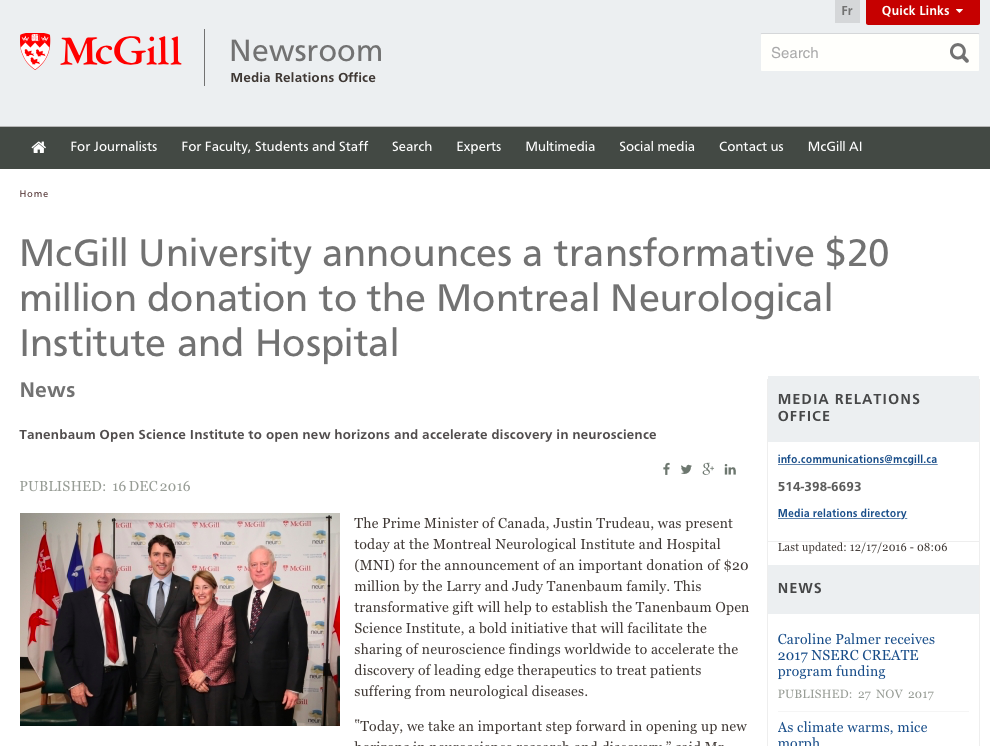 Fr
Quick Links
McGill
Newsroom
Media Relations Office
Search
For Journalists
For Faculty, Students and Staff
Search
Experts
Multimedia
Social media
Contact us
McGill AI
Home
McGill University announces a transformative $20
million donation to the Montreal Neurological
Institute and Hospital
News
Tanenbaum Open Science Institute to open new horizons and accelerate discovery in neuroscience
PUBLISHED: 16 DEC 2016
The Prime Minister of Canada, Justin Trudeau, was present
today at the Montreal Neurological Institute and Hospital
(MNI) for the announcement of an important donation of $20
million by the Larry and Judy Tanenbaum family. This
transformative gift will help to establish the Tanenbaum Open
Science Institute, a bold initiative that will facilitate the
sharing of neuroscience findings worldwide to accelerate the
discovery of leading edge therapeutics to treat patients
suffering from neurological diseases.
"Today, we take an important step forward in opening up new
horizons in neuroscience research and discovery," said Mr.
MEDIA RELATIONS
OFFICE
info.communications@mcgill.ca
514-398-6693
Media relations directory
Last updated: 12/17/2016 - 08:06
NEWS
Caroline Palmer receives
2017 NSERC CREATE
program funding
PUBLISHED: 27 NOV 2017
As climate warms, mice
morph